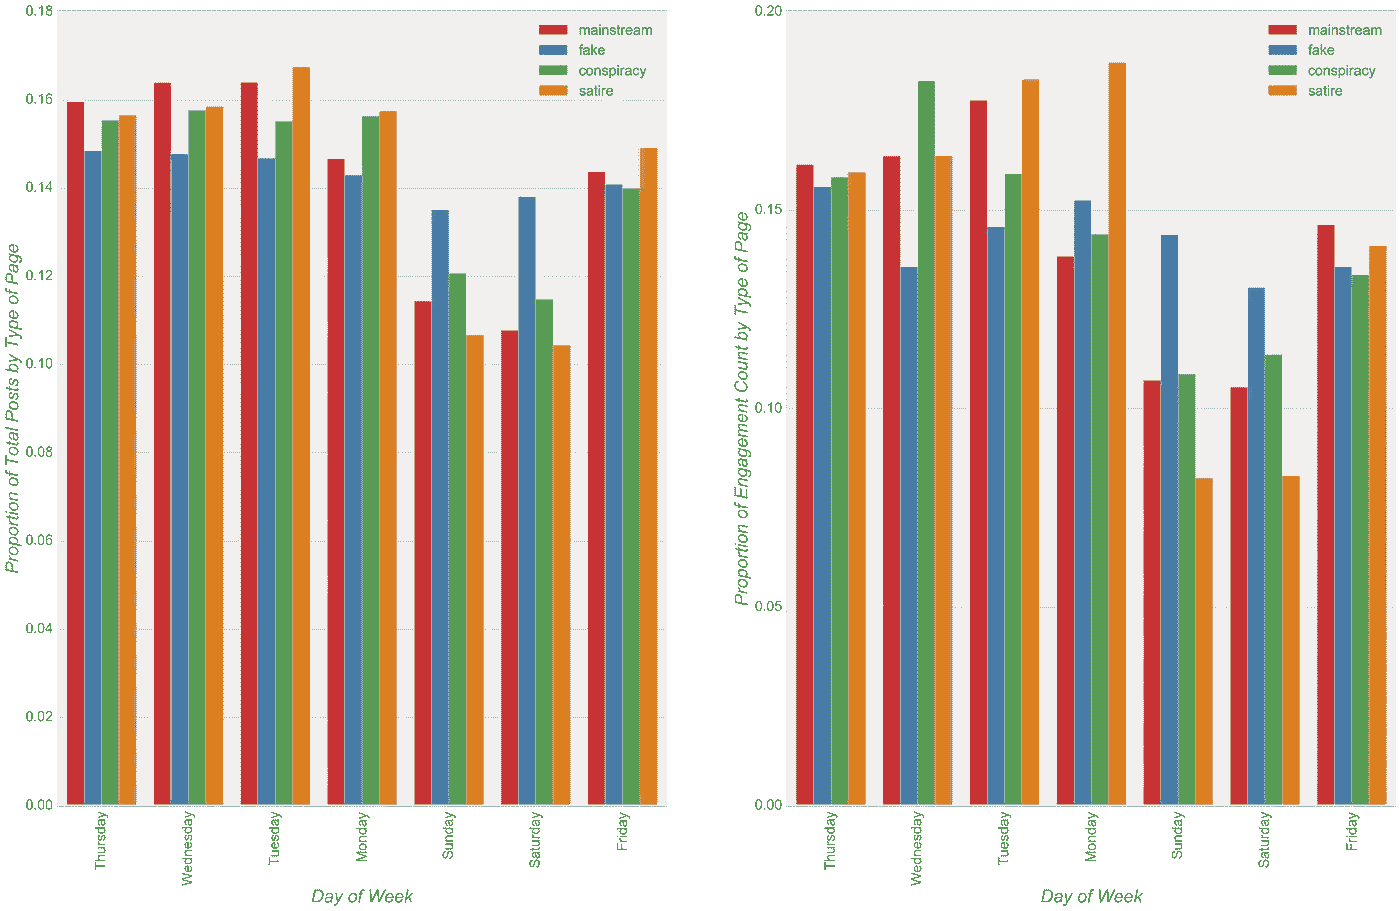 0.18
0.16
0.14
0.12
0.10
0.08
0.06
0.04
0.02
0.00
Proportion of Total Posts by Type of Page
mainstream
fake
conspiracy
satire
Thursday
Wednesday
Tuesday
Monday
Sunday
Saturday
Friday
Day of Week
0.20
0.15
0.10
0.05
0.00
Proportion of Engagement Count by Type of Page
mainstream
fake
conspiracy
satire
Thursday
Wednesday
Tuesday
Monday
Sunday
Saturday
Friday
Day of Week